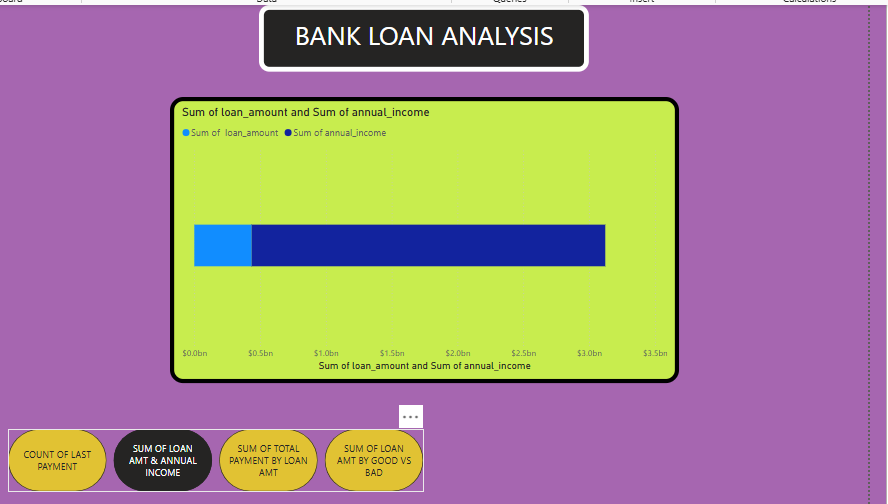 Data
Queries
Insert
Calculations
BANK LOAN ANALYSIS
Sum of loan_amount and Sum of annual_income
Sum of loan_amount Sum of annual_income
$0.0bn $0.5bn $1.0bn $1.5bn $2.0bn $2.5bn $3.0bn $3.5bn
Sum of loan_amount and Sum of annual_income
COUNT OF LAST
PAYMENT
SUM OF LOAN
AMT & ANNUAL
INCOME
SUM OF TOTAL
PAYMENT BY LOAN
AMT
SUM OF LOAN
AMT BY GOOD VS
BAD